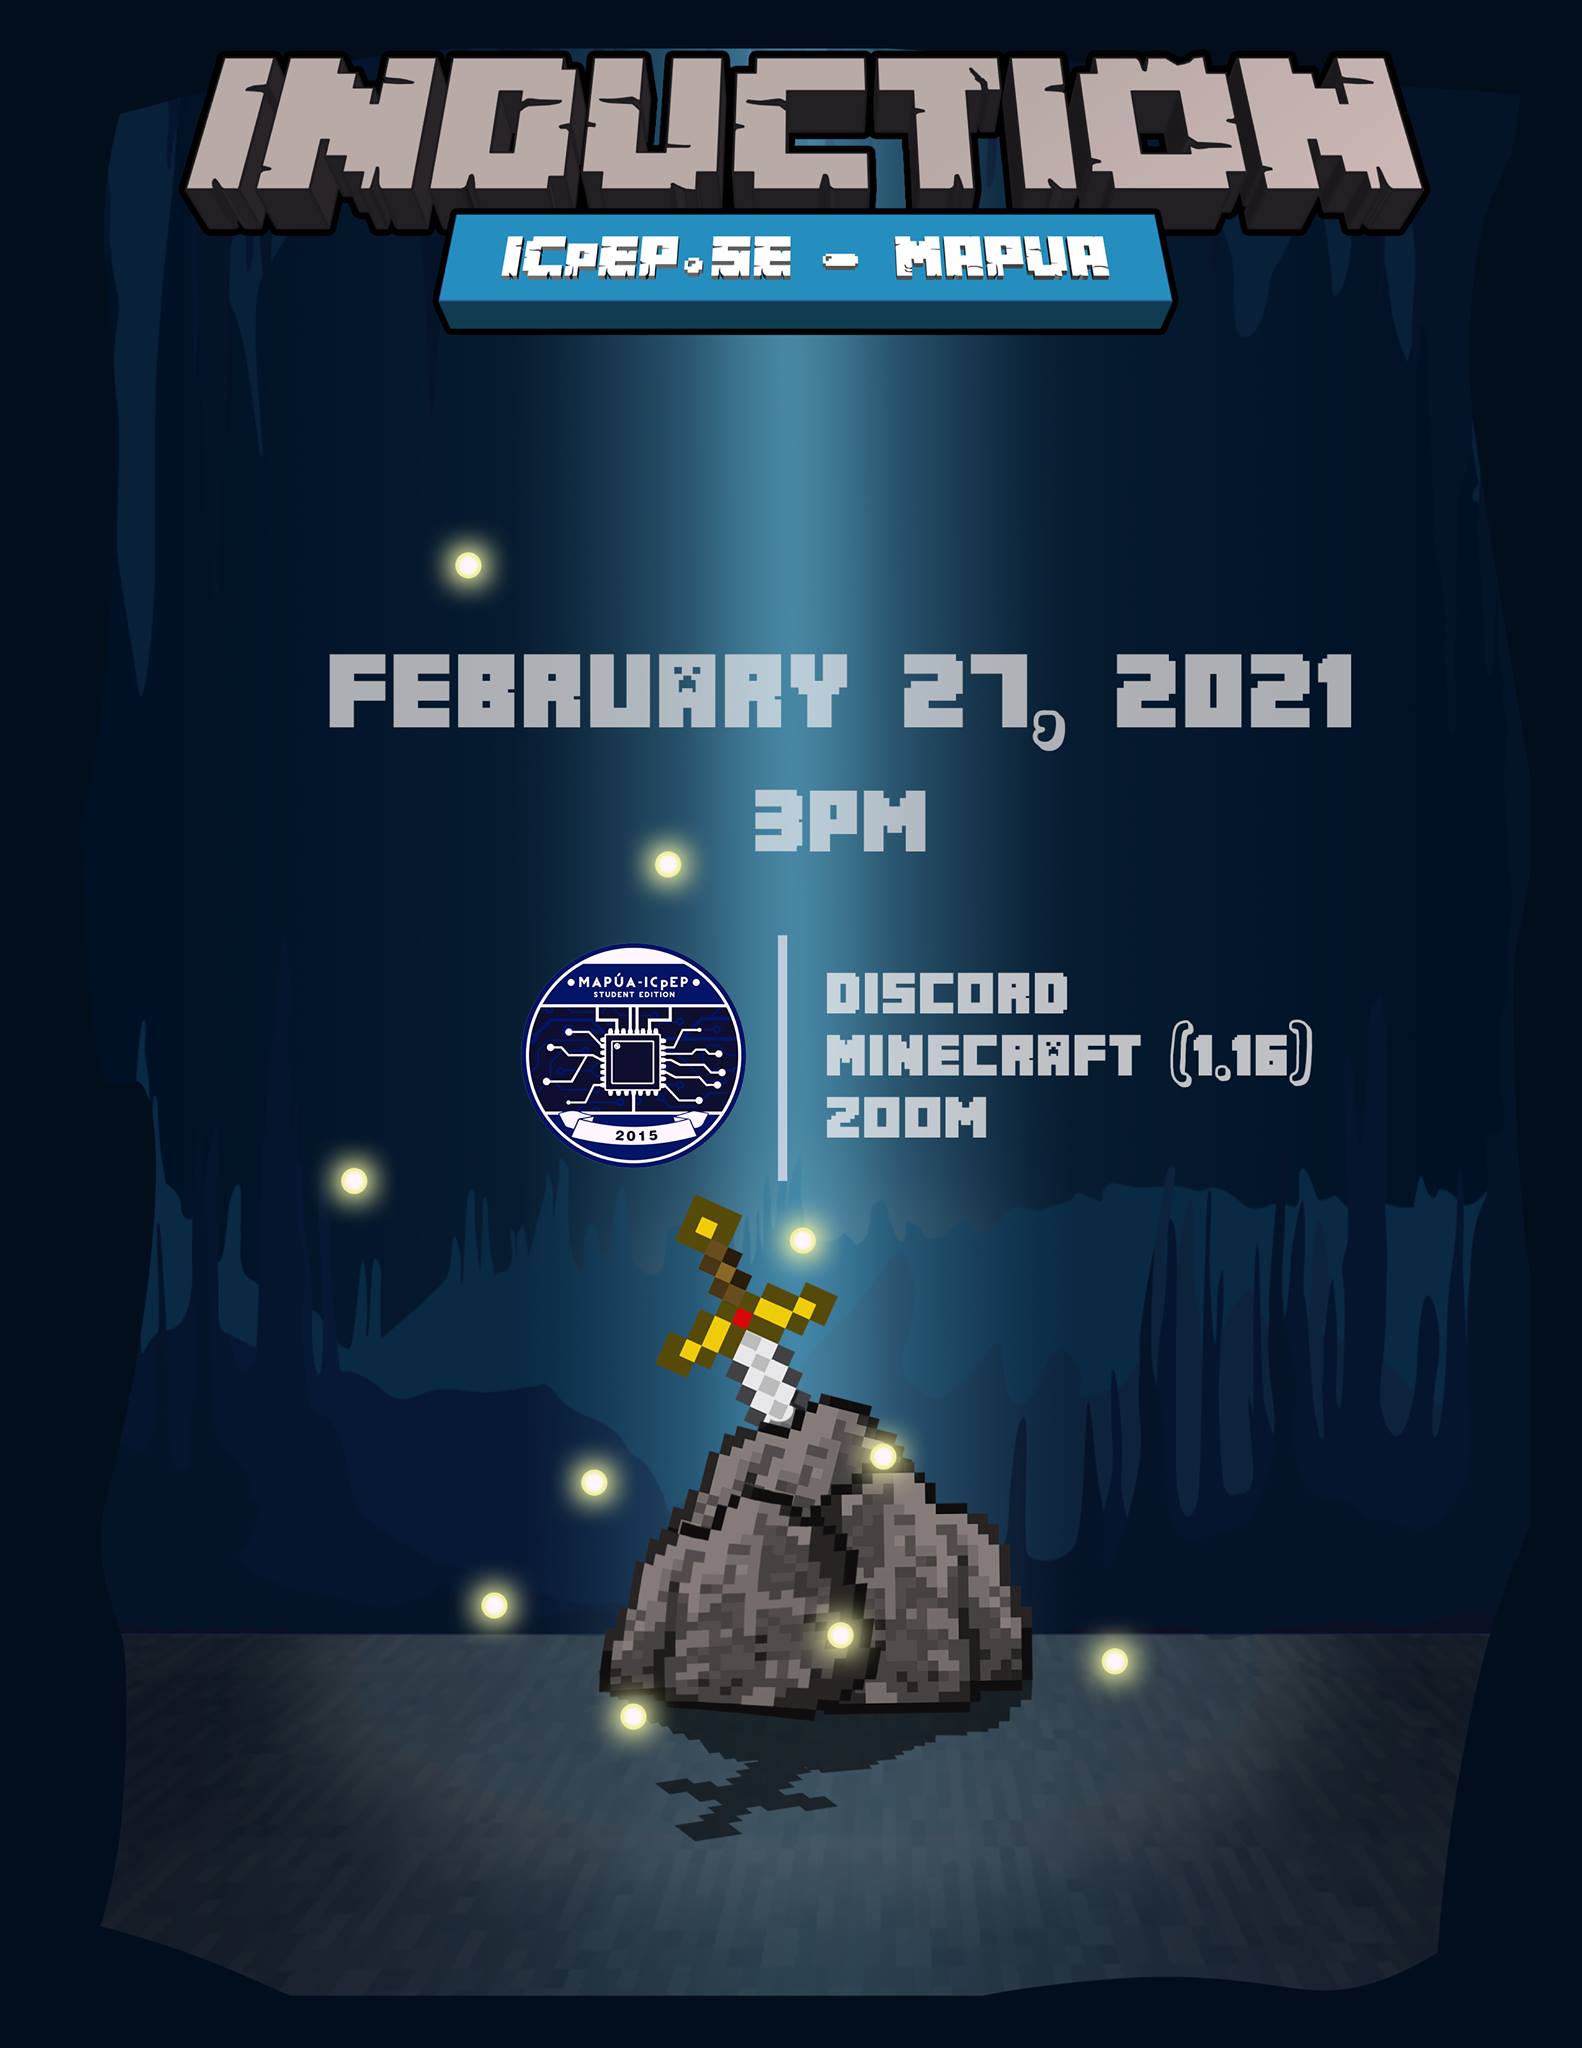 INDUCTION
ICpEP.SE - MAPUA
FEBRUARY 27, 2021
3PM
• MAPÚA-ICpEP •
STUDENT EDITION
2015
DISCORD
MINECRAFT (1.16)
ZOOM